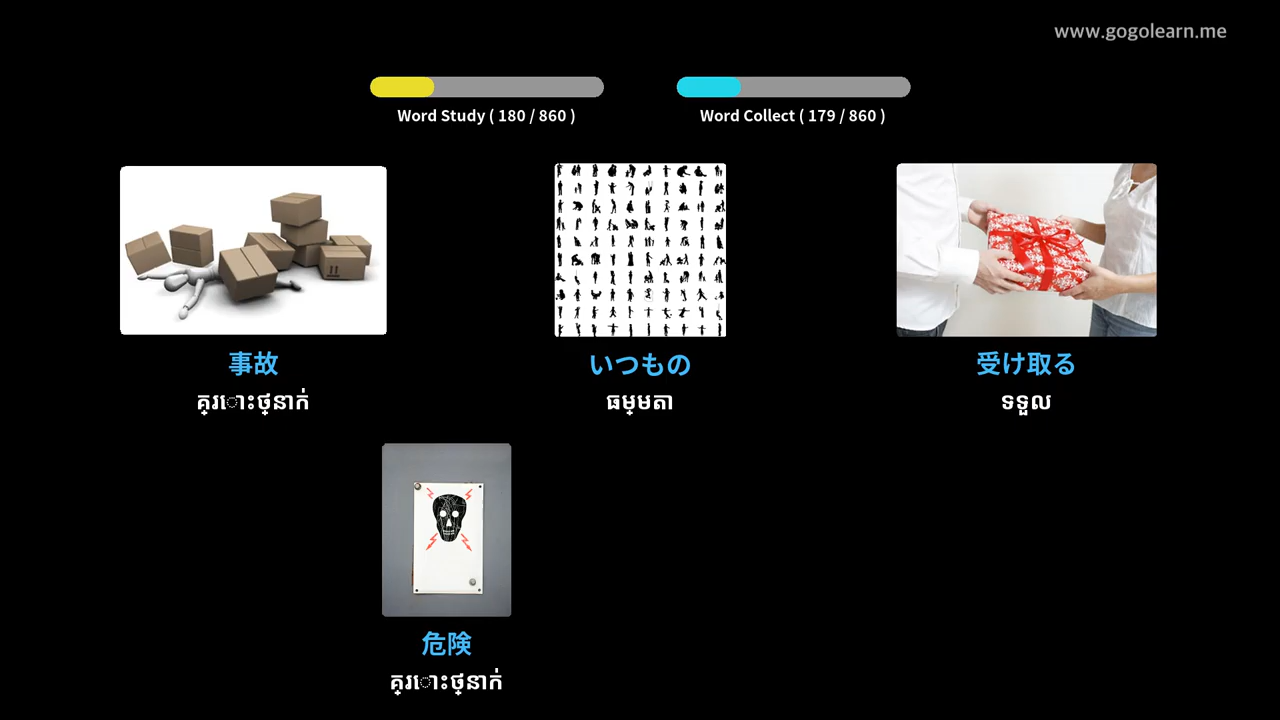 www.gogolearn.me
Word Study ( 180 / 860 )
Word Collect ( 179 / 860 )
事故
គ្រោះថ្នាក់
いつもの
ធម្មតា
受け取る
ទទួល
危険
គ្រោះថ្នាក់